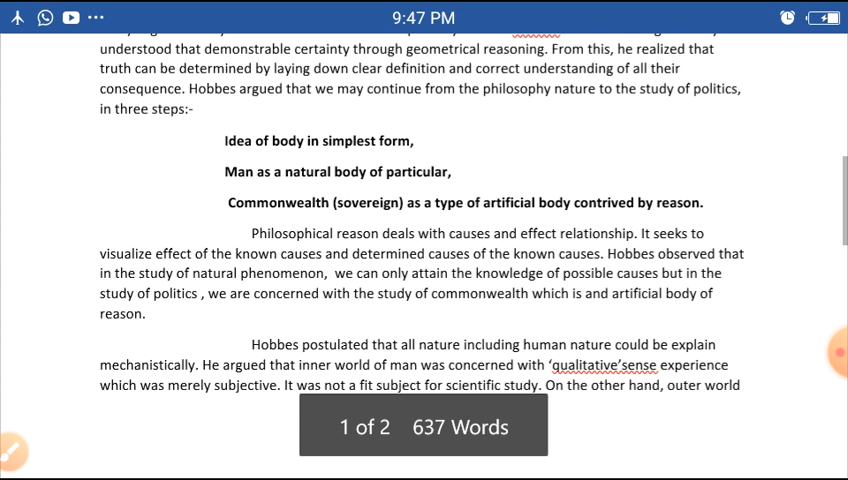 9:47 PM
understood that demonstrable certainty through geometrical reasoning. From this, he realized that
truth can be determined by laying down clear definition and correct understanding of all their
consequence. Hobbes argued that we may continue from the philosophy nature to the study of politics,
in three steps:-
Idea of body in simplest form,
Man as a natural body of particular,
Commonwealth (sovereign) as a type of artificial body contrived by reason.
Philosophical reason deals with causes and effect relationship. It seeks to
visualize effect of the known causes and determined causes of the known causes. Hobbes observed that
in the study of natural phenomenon,  we can only attain the knowledge of possible causes but in the
study of politics , we are concerned with the study of commonwealth which is and artificial body of
reason.
Hobbes postulated that all nature including human nature could be explain
mechanistically. He argued that inner world of man was concerned with ‘qualitative’sense experience
which was merely subjective. It was not a fit subject for scientific study. On the other hand, outer world
1 of 2 637 Words